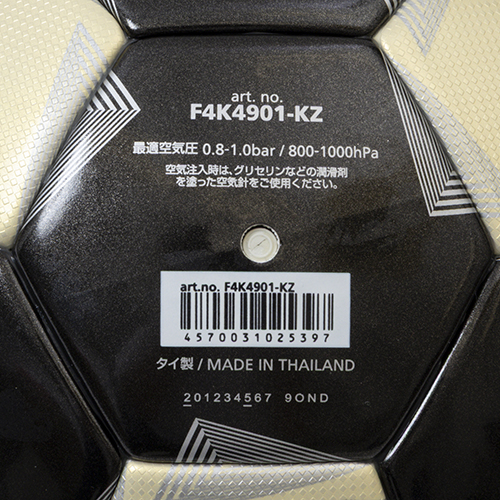 art. no.
F4K4901-KZ
最適空気圧 0.8-1.0bar / 800-1000hPa
空気注入時は、グリセリンなどの潤滑剤
を塗った空気針をご使用ください。
art.no. F4K4901-KZ
4570031025397
タイ製 / MADE IN THAILAND
201234567 9OND